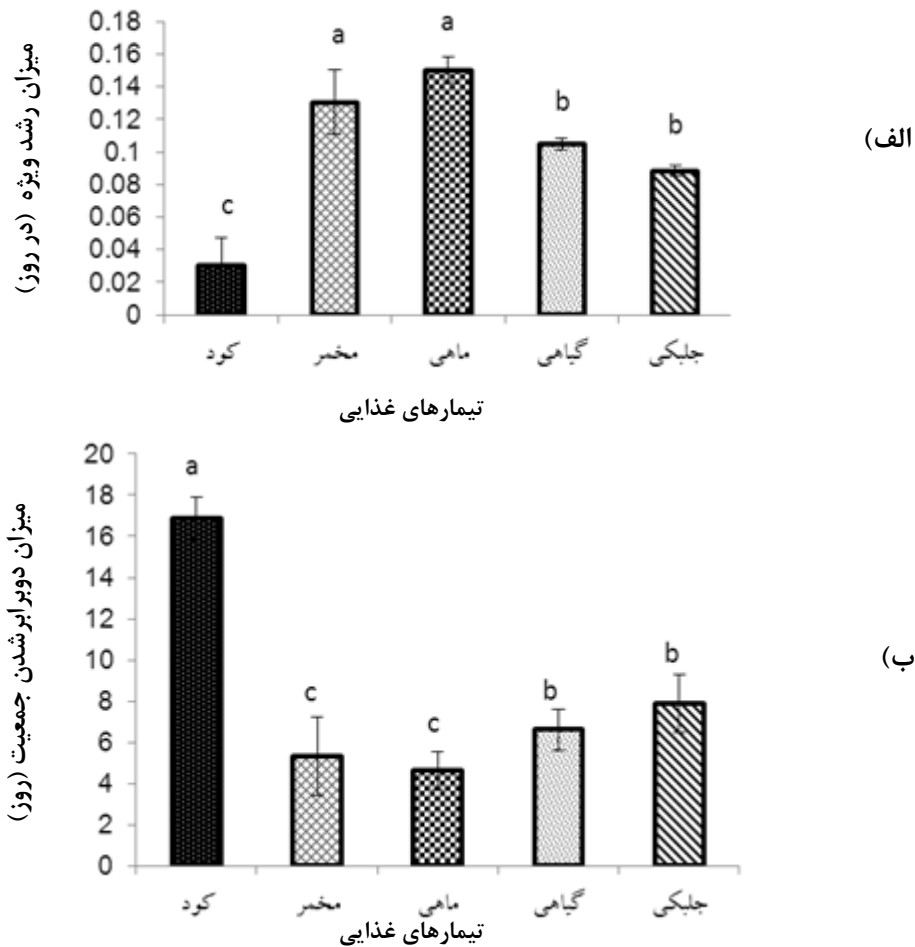 الف)
میزان رشد ویژه (در روز)
0.18
0.16
0.14
0.12
0.1
0.08
0.06
0.04
0.02
0
c
a
a
b
b
کود
مخمر
ماهی
گیاهی
جلبکی
تیمارهای غذایی
ب)
میزان دوبرابرشدن جمعیت (روز)
20
18
16
14
12
10
8
6
4
2
0
a
c
c
b
b
کود
مخمر
ماهی
گیاهی
جلبکی
تیمارهای غذایی